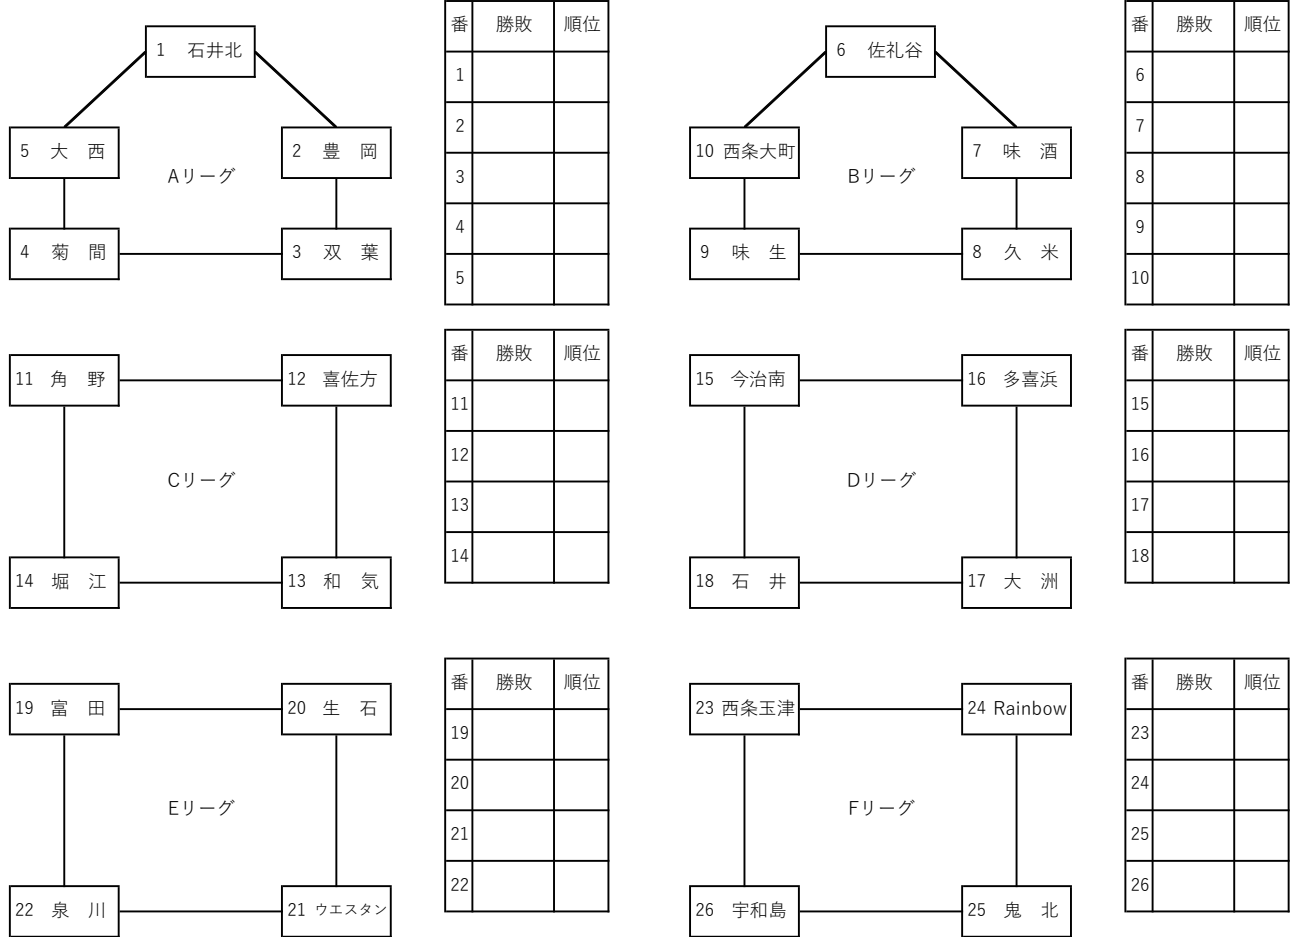 1 石井北
5 大 西
2 豊 岡
Aリーグ
4 菊 間
3 双 葉
番 勝敗 順位
1
2
3
4
5
6 佐礼谷
10 西条大町
7 味 酒
Bリーグ
9 味 生
8 久 米
番 勝敗 順位
6
7
8
9
10
11 角 野
12 喜佐方
Cリーグ
14 堀 江
13 和 気
番 勝敗 順位
11
12
13
14
15 今治南
16 多喜浜
Dリーグ
18 石 井
17 大 洲
番 勝敗 順位
15
16
17
18
19 富 田
20 生 石
Eリーグ
22 泉 川
21 ウエスタン
番 勝敗 順位
19
20
21
22
23 西条玉津
24 Rainbow
Fリーグ
26 宇和島
25 鬼 北
番 勝敗 順位
23
24
25
26